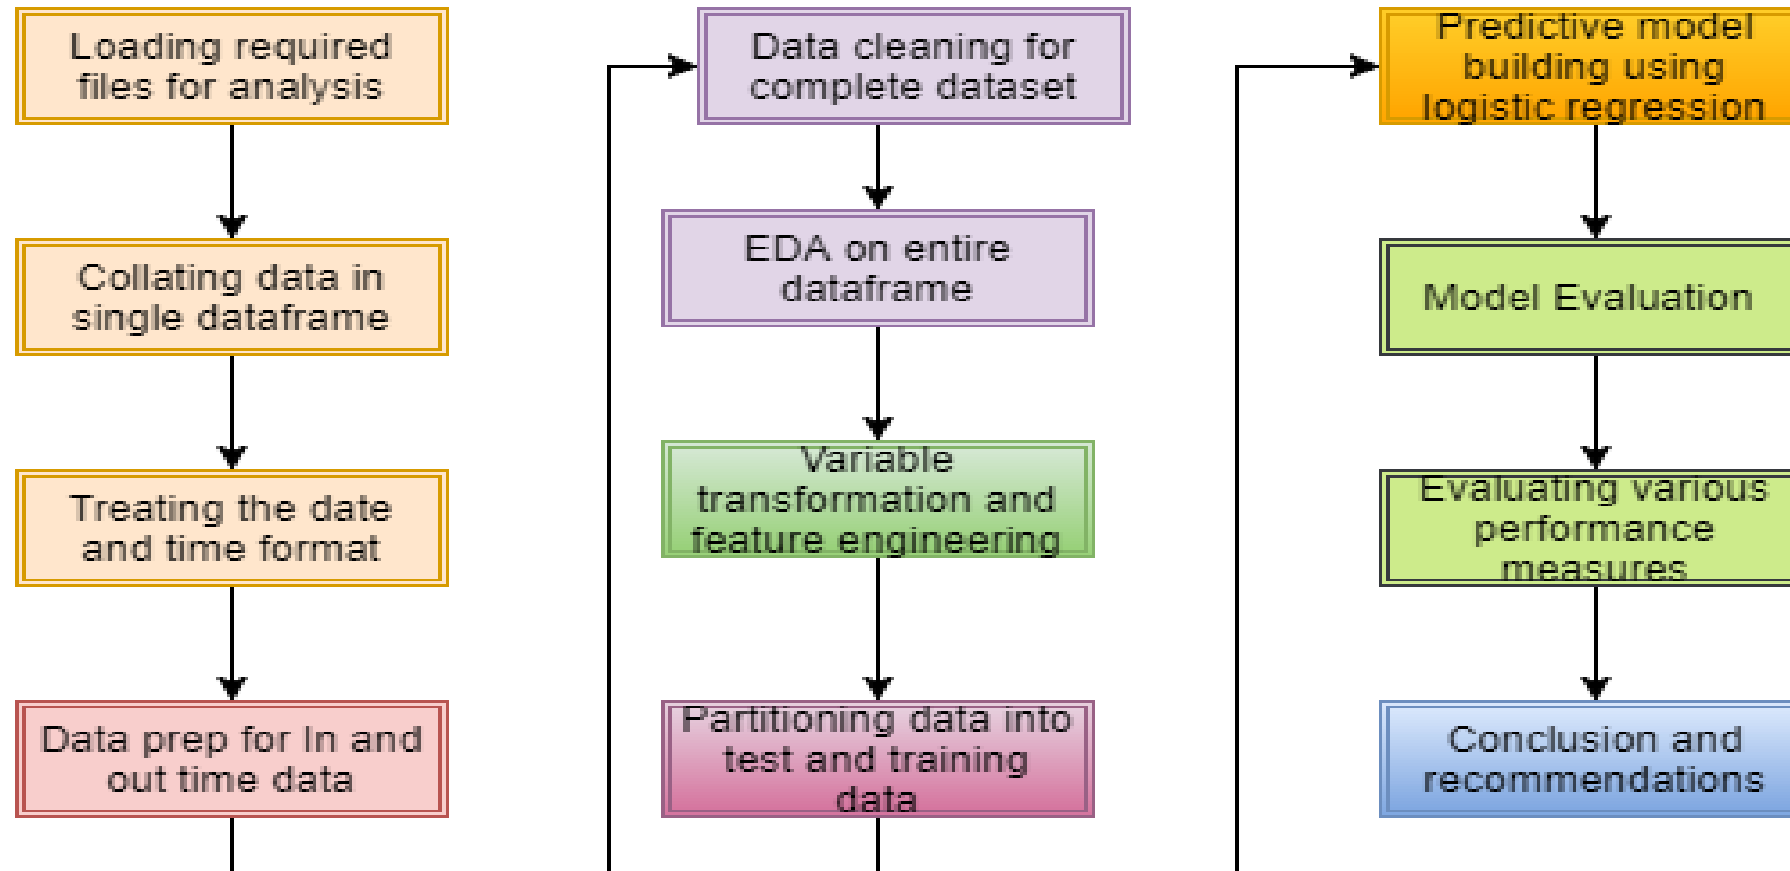 Loading required
files for analysis
Collating data in
single dataframe
Treating the date
and time format
Data prep for In and
out time data
Data cleaning for
complete dataset
EDA on entire
dataframe
Variable
transformation and
feature engineering
Partitioning data into
test and training
data
Predictive model
building using
logistic regression
Model Evaluation
Evaluating various
performance
measures
Conclusion and
recommendations